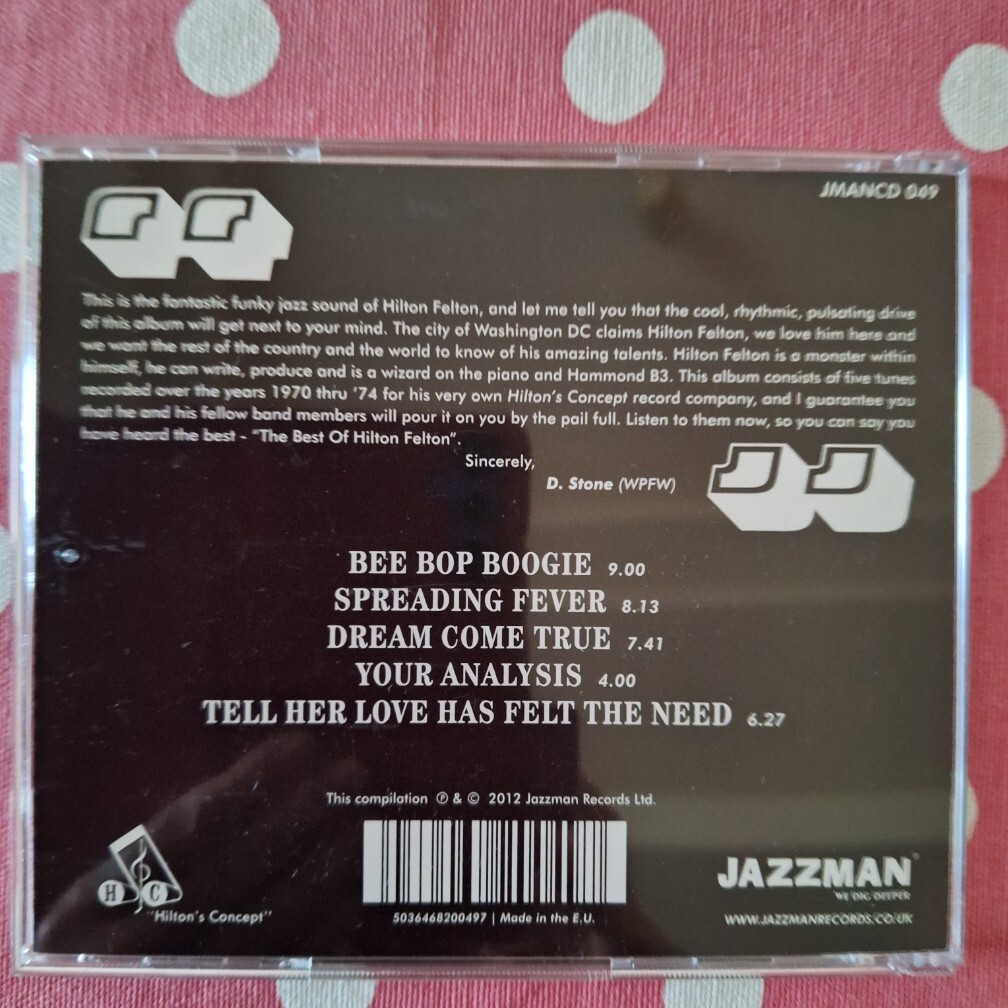 JMANCD 049
This is the fantastic funky jazz sound of Hilton Felton, and let me tell you that the cool, rhythmic, pulsating drive
of this album will get next to your mind. The city of Washington DC claims Hilton Felton, we love him here and
we want the rest of the country and the world to know of his amazing talents. Hilton Felton is a monster within
himself, he can write, produce and is a wizard on the piano and Hammond B3. This album consists of five tunes
recorded over the years 1970 thru '74 for his very own Hilton's Concept record company, and I guarantee you
that he and his fellow band members will pour it on you by the pail full. Listen to them now, so you can say you
have heard the best - "The Best Of Hilton Felton".
Sincerely,
D. Stone (WPFW)
BEE BOP BOOGIE 9.00
SPREADING FEVER 8.13
DREAM COME TRUE 7.41
YOUR ANALYSIS 4.00
TELL HER LOVE HAS FELT THE NEED 6.27
This compilation ℗ & © 2012 Jazzman Records Ltd.
H C
"Hilton's Concept"
5036468200497 | Made in the E.U.
JAZZMAN
WE DIG DEEPER
WWW.JAZZMANRECORDS.CO.UK